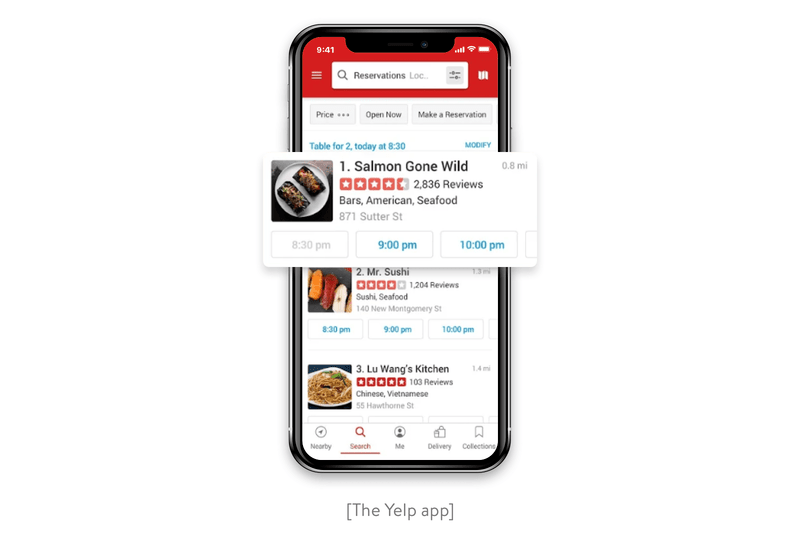 9:41
Reservations Loc..
Price
Open Now
Make a Reservation
Table for 2, today at 8:30
MODIFY
1. Salmon Gone Wild
0.8 mi
2,836 Reviews
Bars, American, Seafood
871 Sutter St
8:30 pm
9:00 pm
10:00 pm
2. Mr. Sushi
1.3 mi
1,204 Reviews
Sushi, Seafood
140 New Montgomery St
8:30 pm
9:00 pm
10:00 pm
3. Lu Wang's Kitchen
1.4 mi
103 Reviews
Chinese, Vietnamese
55 Hawthorne St
Nearby
Search
Me
Delivery
Collections
[The Yelp app]